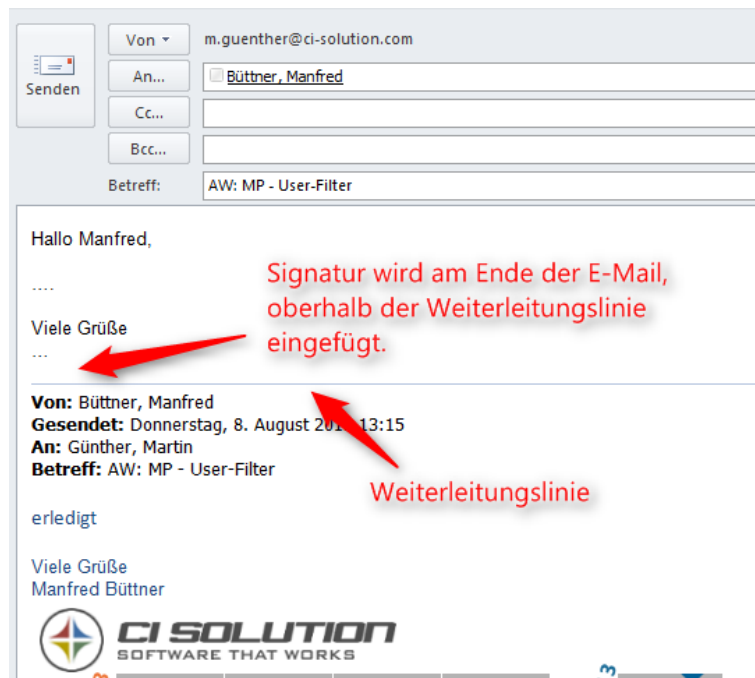 Von
m.guenther@ci-solution.com
Senden
An...
Büttner, Manfred
Cc...
Bcc...
Betreff:
AW: MP - User-Filter
Hallo Manfred,
....
Signatur wird am Ende der E-Mail,
oberhalb der Weiterleitungslinie
eingefügt.
Viele Grüße
...
Von: Büttner, Manfred
Gesendet: Donnerstag, 8. August 13:15
An: Günther, Martin
Betreff: AW: MP - User-Filter
Weiterleitungslinie
erledigt
Viele Grüße
Manfred Büttner
CI SOLUTION
SOFTWARE THAT WORKS